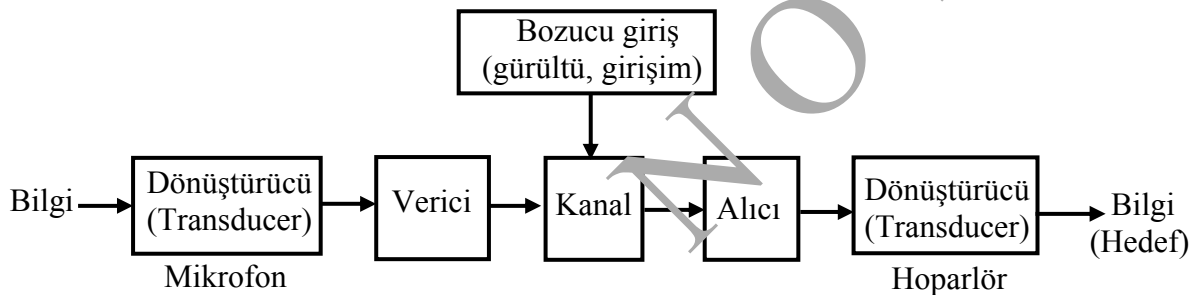 Bozucu giriş
(gürültü, girişim)
Bilgi
Dönüştürücü
(Transducer)
Mikrofon
Verici
Kanal
Alıcı
Dönüştürücü
(Transducer)
Hoparlör
Bilgi
(Hedef)
N O